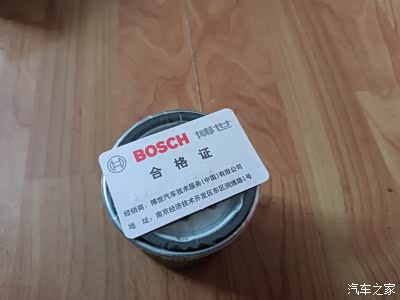 BOSCH 博世
合格证
经销商：博世汽车技术服务(中国)有限公司
地 址：南京经济技术开发区东区润博路1号
汽车之家